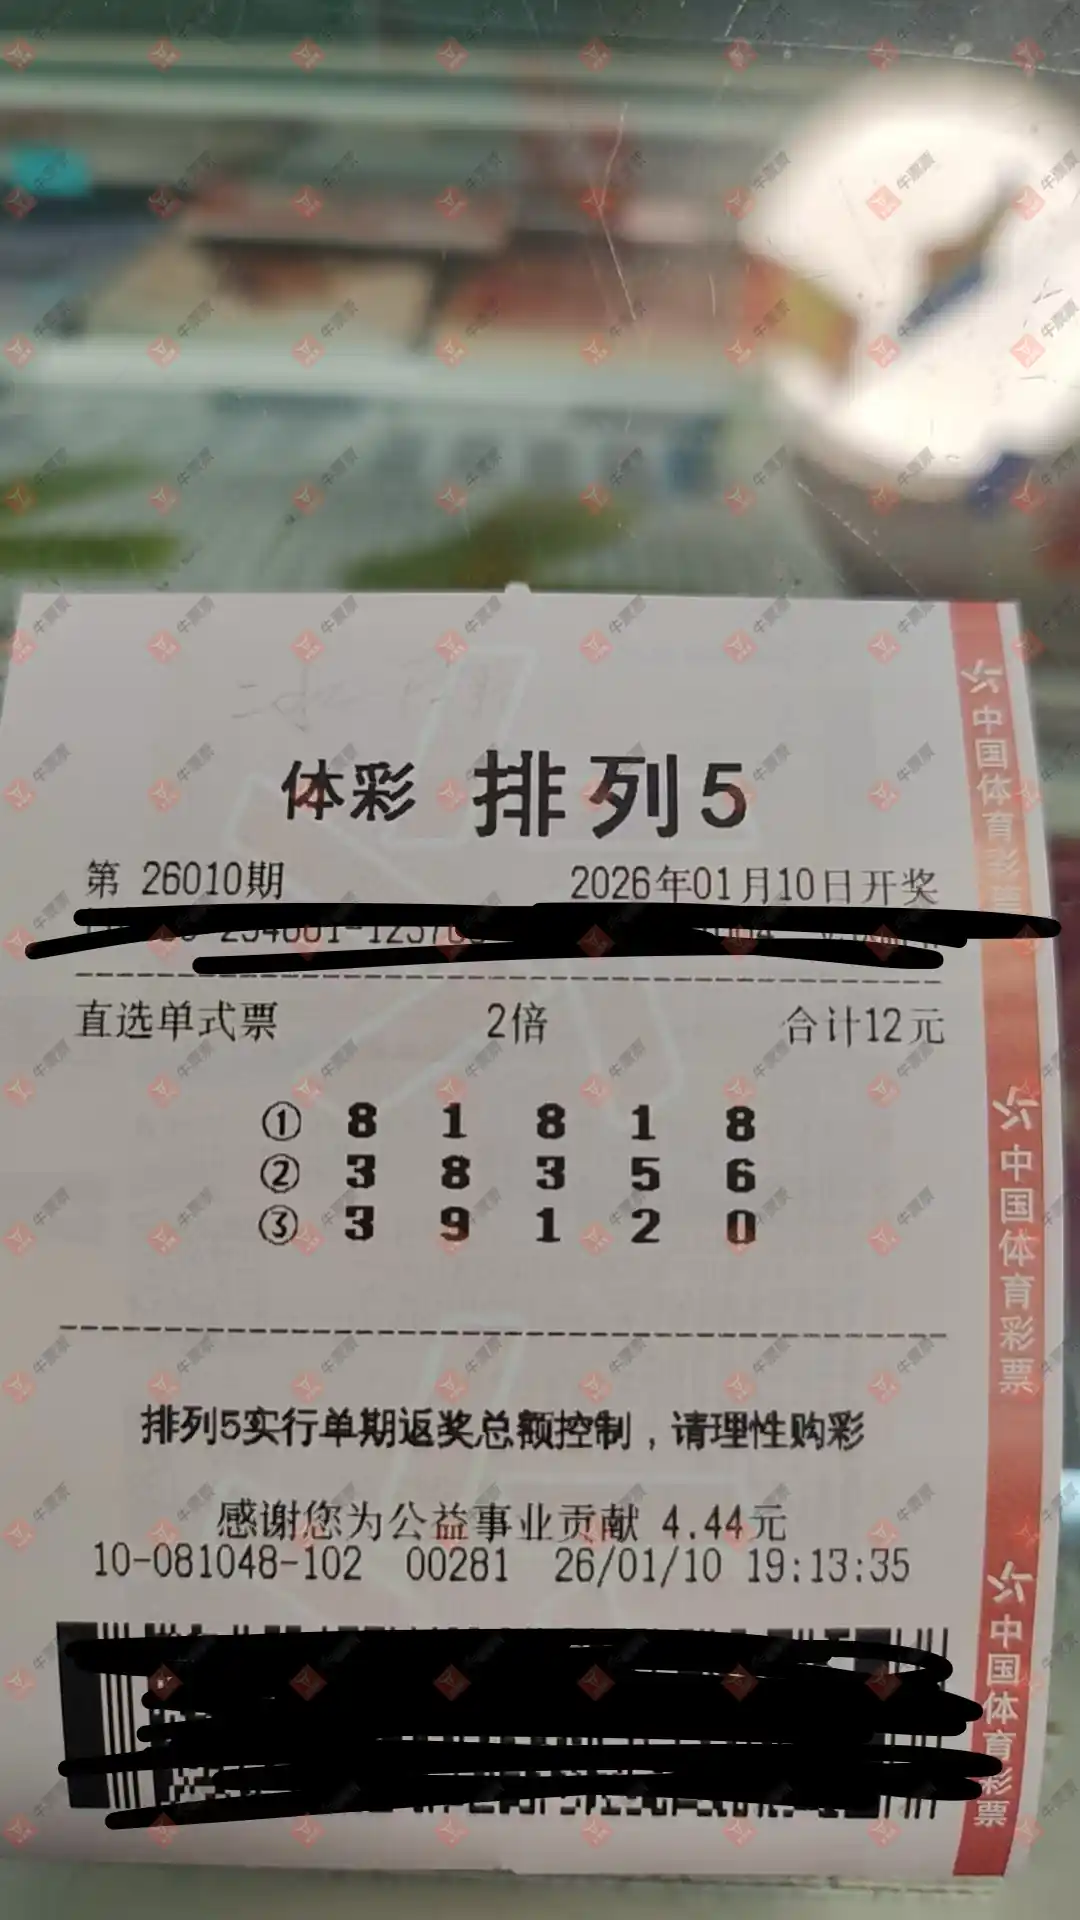 体彩 排列5
第 26010期 2026年01月10日开奖
直选单式票 2倍 合计12元
① 8 1 8 1 8
② 3 8 3 5 6
③ 3 9 1 2 0
排列5实行单期返奖总额控制，请理性购彩
感谢您为公益事业贡献 4.44元
10-081048-102 00281 26/01/10 19:13:35
中国体育彩票
中国体育彩票
中国体育彩票
牛票票